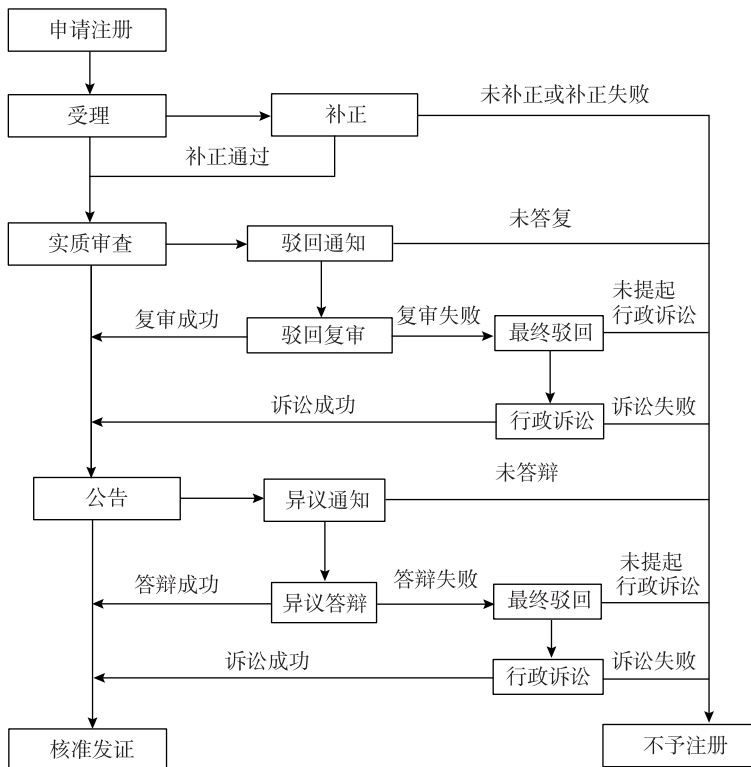 申请注册
受理
补正
未补正或补正失败
补正通过
实质审查
驳回通知
未答复
复审成功
驳回复审
复审失败
最终驳回
未提起
行政诉讼
诉讼成功
行政诉讼
诉讼失败
公告
异议通知
未答辩
答辩成功
异议答辩
答辩失败
最终驳回
未提起
行政诉讼
诉讼成功
行政诉讼
诉讼失败
核准发证
不予注册